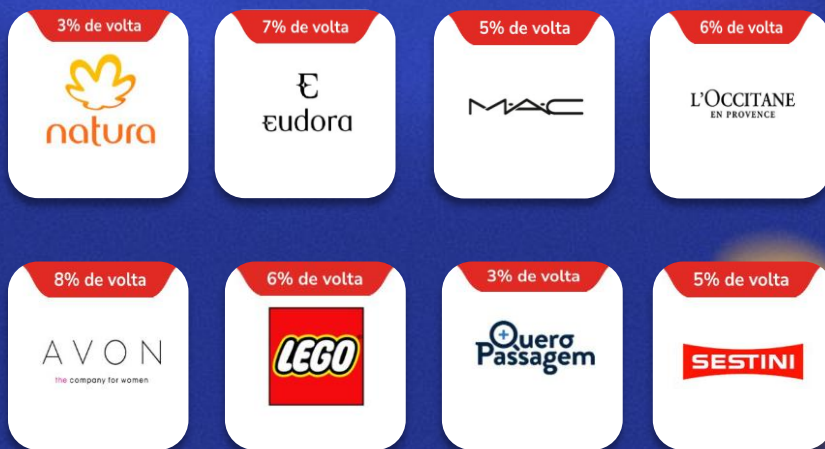 3% de volta
natura
7% de volta
E
eudora
5% de volta
M·A·C
6% de volta
L'OCCITANE
EN PROVENCE
8% de volta
AVON
the company for women
6% de volta
LEGO
3% de volta
Quero
Passagem
5% de volta
SESTINI